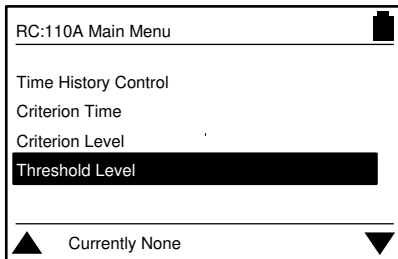 RC:110A Main Menu
Time History Control
Criterion Time
Criterion Level
Threshold Level
Currently None